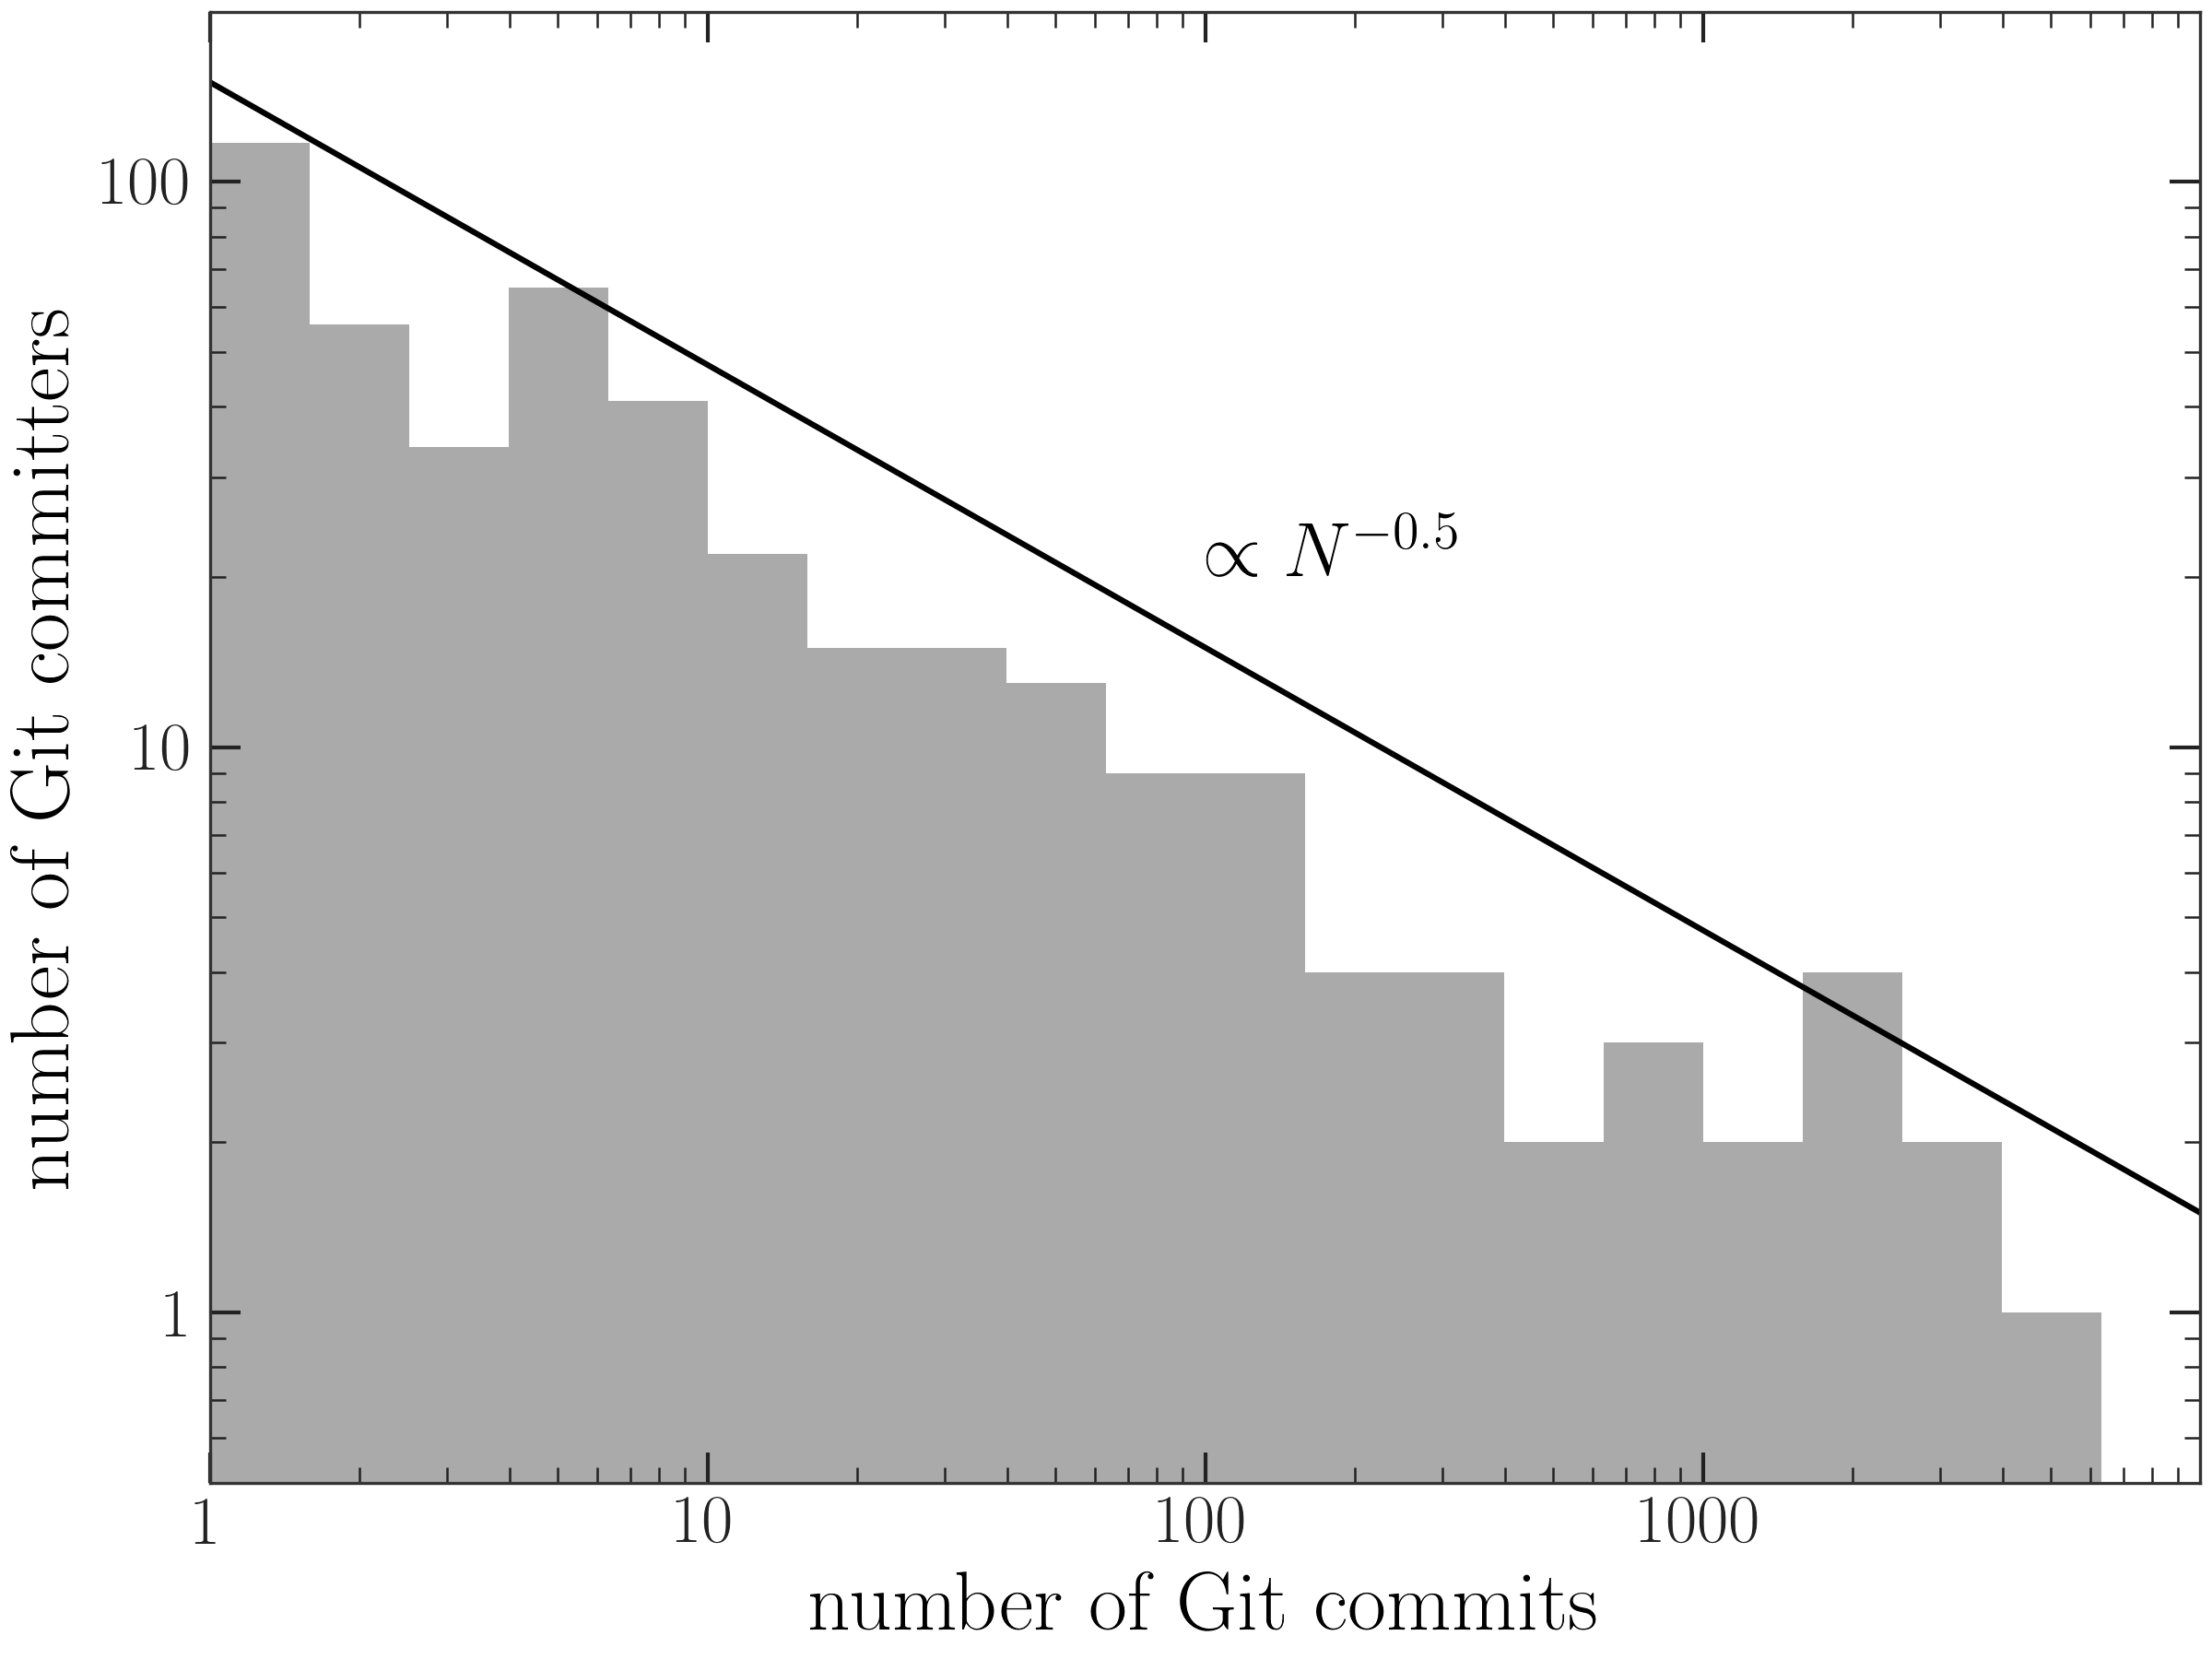 100
10
1
number of Git committers
∝ N^−0.5
1 10 100 1000
number of Git commits